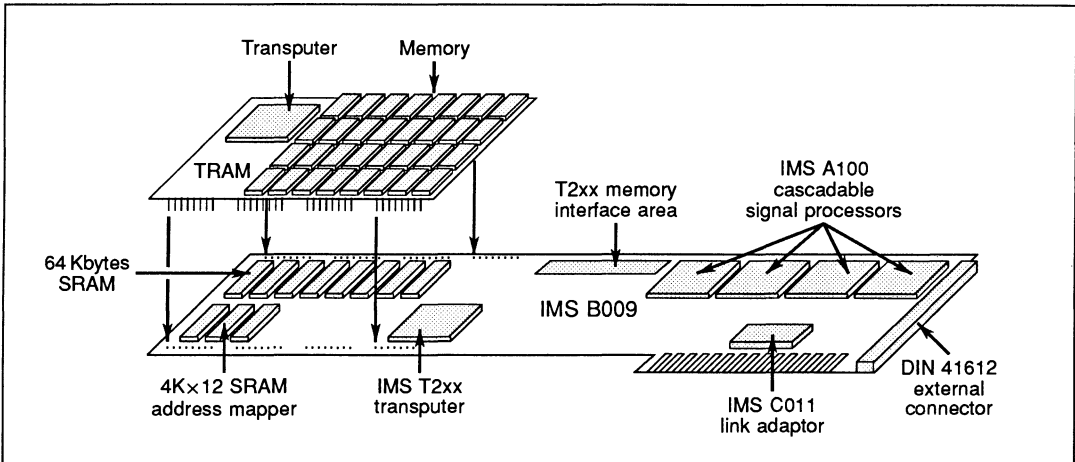 Transputer
Memory
TRAM
IMS A100
cascadable
signal processors
T2xx memory
interface area
64 Kbytes
SRAM
IMS B009
4K×12 SRAM
address mapper
IMS T2xx
transputer
IMS C011
link adaptor
DIN 41612
external
connector